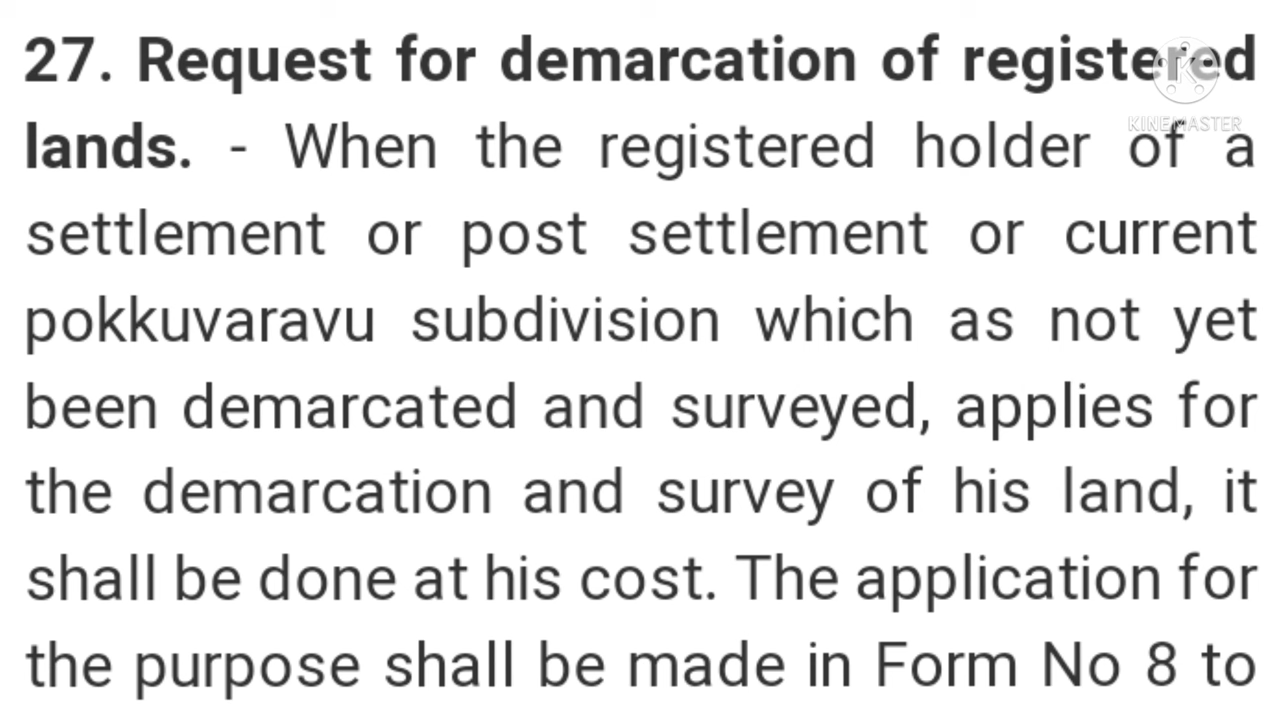 27. Request for demarcation of registered
lands. - When the registered holder of a
settlement or post settlement or current
pokkuvaravu subdivision which as not yet
been demarcated and surveyed, applies for
the demarcation and survey of his land, it
shall be done at his cost. The application for
the purpose shall be made in Form No 8 to
KINEMASTER